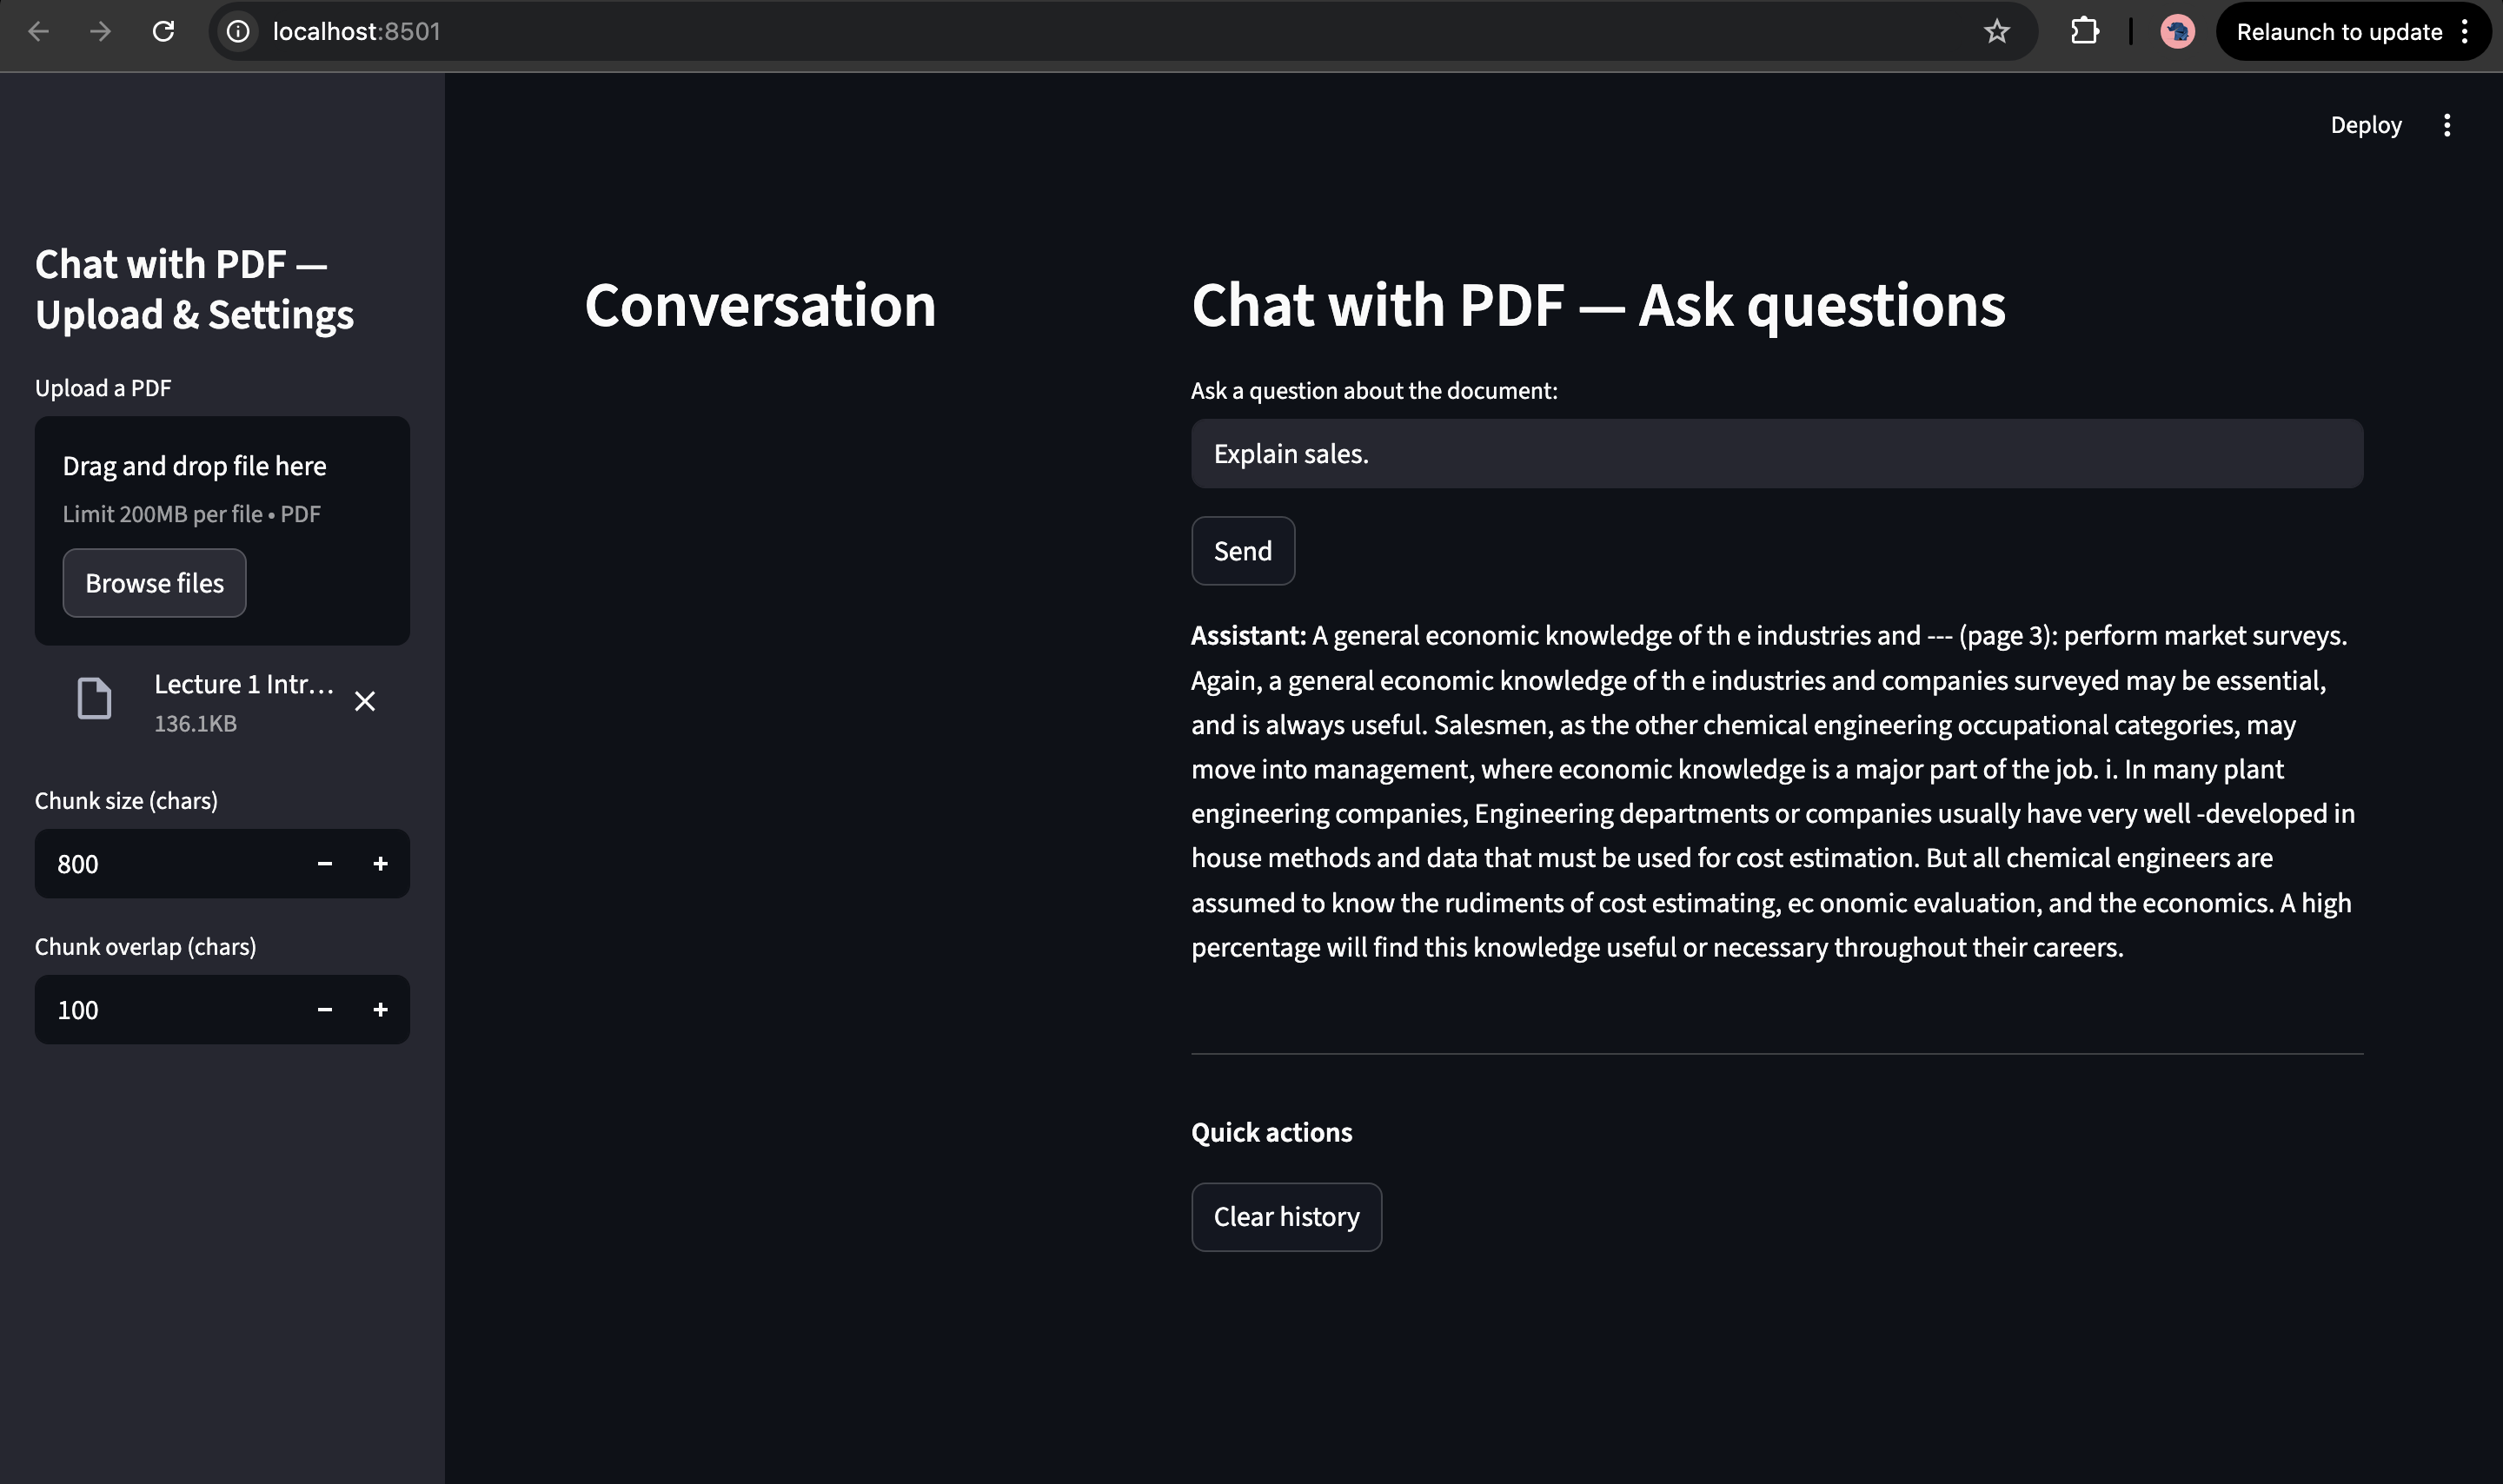 localhost:8501
Relaunch to update
Deploy
Chat with PDF —
Upload & Settings
Upload a PDF
Drag and drop file here
Limit 200MB per file • PDF
Browse files
Lecture 1 Intr...
136.1KB
Chunk size (chars)
800
Chunk overlap (chars)
100
Conversation
Chat with PDF — Ask questions
Ask a question about the document:
Explain sales.
Send
Assistant: A general economic knowledge of th e industries and --- (page 3): perform market surveys.
Again, a general economic knowledge of th e industries and companies surveyed may be essential,
and is always useful. Salesmen, as the other chemical engineering occupational categories, may
move into management, where economic knowledge is a major part of the job. i. In many plant
engineering companies, Engineering departments or companies usually have very well -developed in
house methods and data that must be used for cost estimation. But all chemical engineers are
assumed to know the rudiments of cost estimating, ec onomic evaluation, and the economics. A high
percentage will find this knowledge useful or necessary throughout their careers.
Quick actions
Clear history